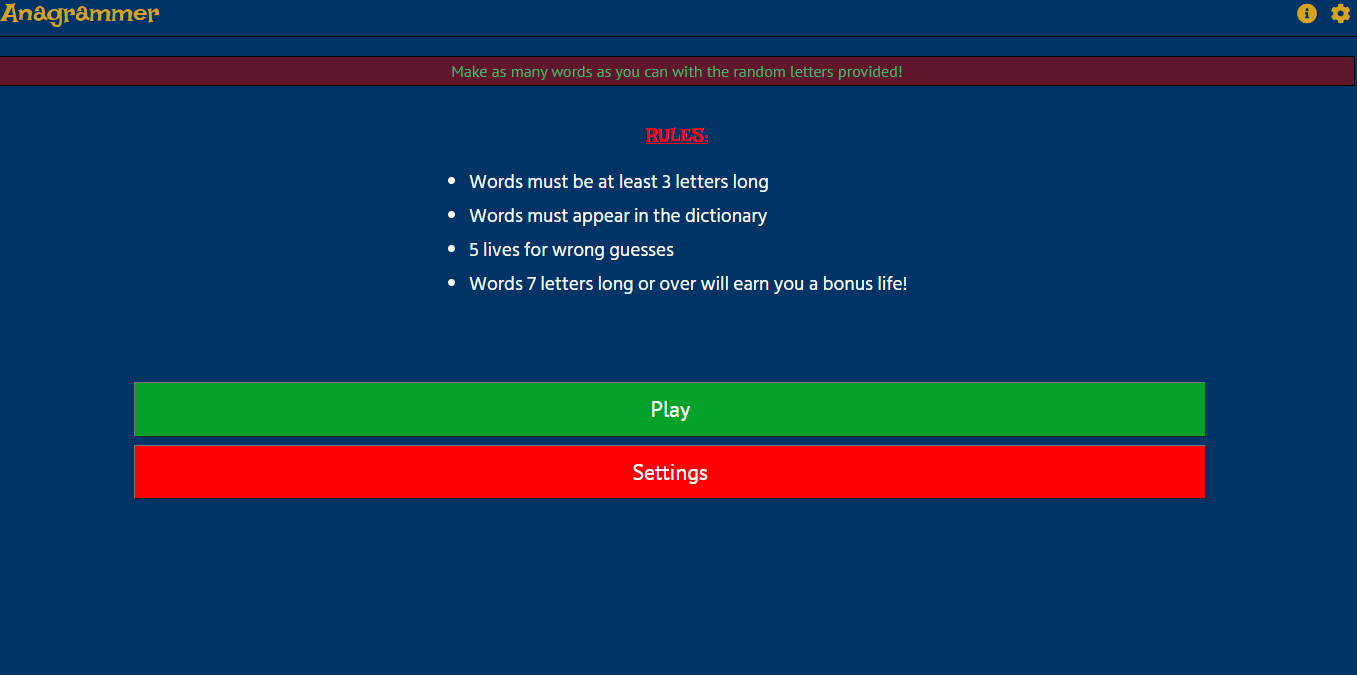 Anagrammer
Make as many words as you can with the random letters provided!
RULES:
Words must be at least 3 letters long
Words must appear in the dictionary
5 lives for wrong guesses
Words 7 letters long or over will earn you a bonus life!
Play
Settings